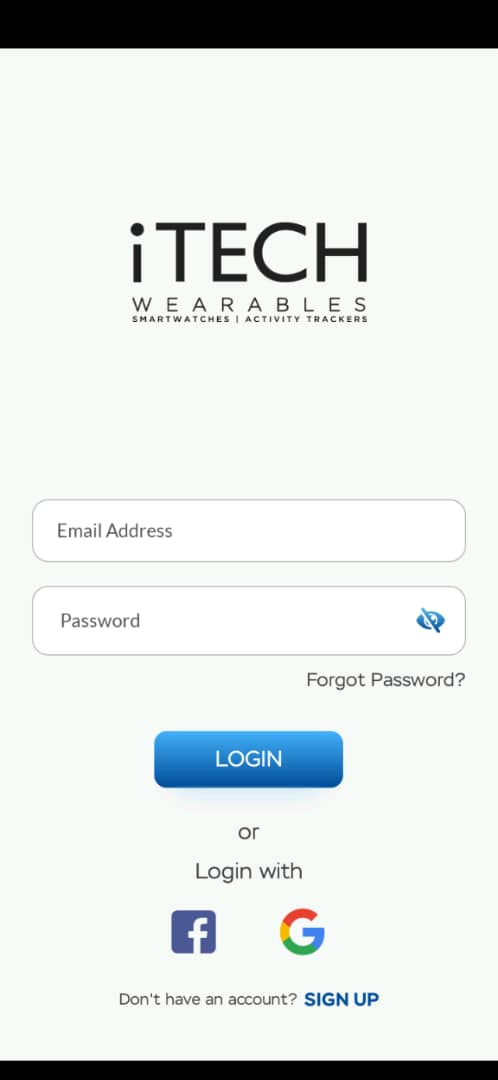 iTECH
WEARABLES
SMARTWATCHES | ACTIVITY TRACKERS
Email Address
Password
Forgot Password?
LOGIN
or
Login with
Don't have an account? SIGN UP